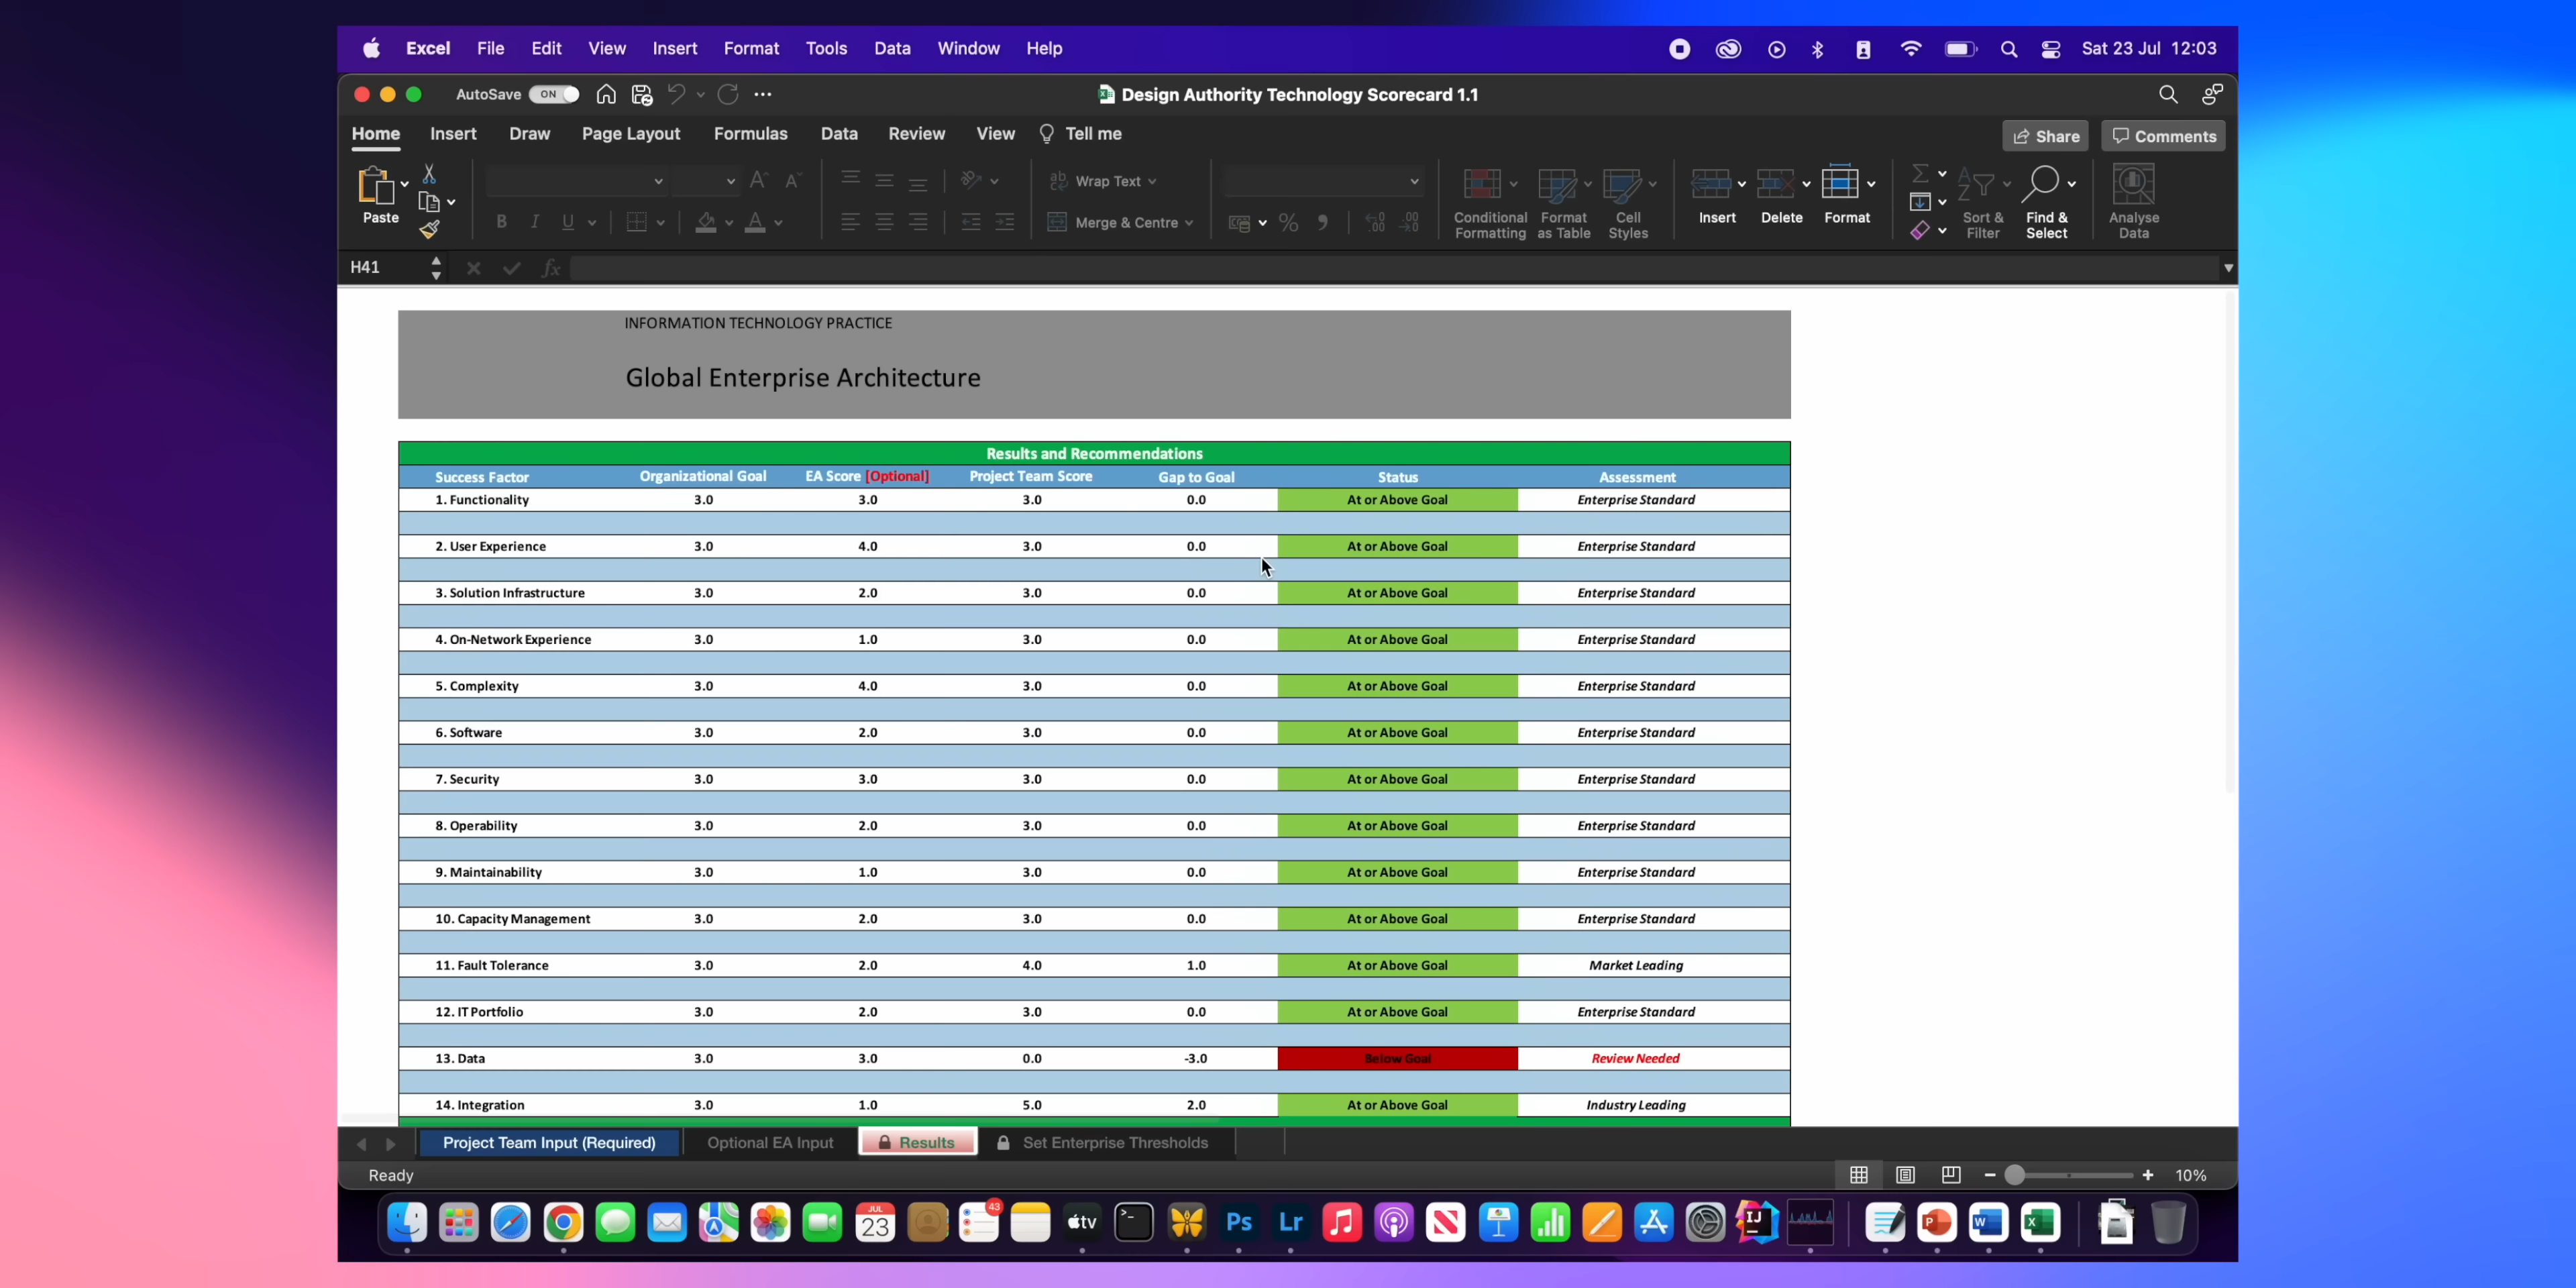 Excel File Edit View Insert Format Tools Data Window Help Sat 23 Jul 12:03
AutoSave ON Design Authority Technology Scorecard 1.1
Home Insert Draw Page Layout Formulas Data Review View Tell me Share Comments
Wrap Text
Paste Merge & Centre Conditional Formatting Format as Table Cell Styles Insert Delete Format Sort & Filter Find & Select Analyse Data
H41 fx
INFORMATION TECHNOLOGY PRACTICE
Global Enterprise Architecture
Results and Recommendations
Success Factor Organizational Goal EA Score [Optional] Project Team Score Gap to Goal Status Assessment
1. Functionality 3.0 3.0 3.0 0.0 At or Above Goal Enterprise Standard
2. User Experience 3.0 4.0 3.0 0.0 At or Above Goal Enterprise Standard
3. Solution Infrastructure 3.0 2.0 3.0 0.0 At or Above Goal Enterprise Standard
4. On-Network Experience 3.0 1.0 3.0 0.0 At or Above Goal Enterprise Standard
5. Complexity 3.0 4.0 3.0 0.0 At or Above Goal Enterprise Standard
6. Software 3.0 2.0 3.0 0.0 At or Above Goal Enterprise Standard
7. Security 3.0 3.0 3.0 0.0 At or Above Goal Enterprise Standard
8. Operability 3.0 2.0 3.0 0.0 At or Above Goal Enterprise Standard
9. Maintainability 3.0 1.0 3.0 0.0 At or Above Goal Enterprise Standard
10. Capacity Management 3.0 2.0 3.0 0.0 At or Above Goal Enterprise Standard
11. Fault Tolerance 3.0 2.0 4.0 1.0 At or Above Goal Market Leading
12. IT Portfolio 3.0 2.0 3.0 0.0 At or Above Goal Enterprise Standard
13. Data 3.0 3.0 0.0 -3.0 Below Goal Review Needed
14. Integration 3.0 1.0 5.0 2.0 At or Above Goal Industry Leading
Project Team Input (Required) Optional EA Input Results Set Enterprise Thresholds
Ready 10%
JUL 23 43 tv Ps Lr IJ P W X